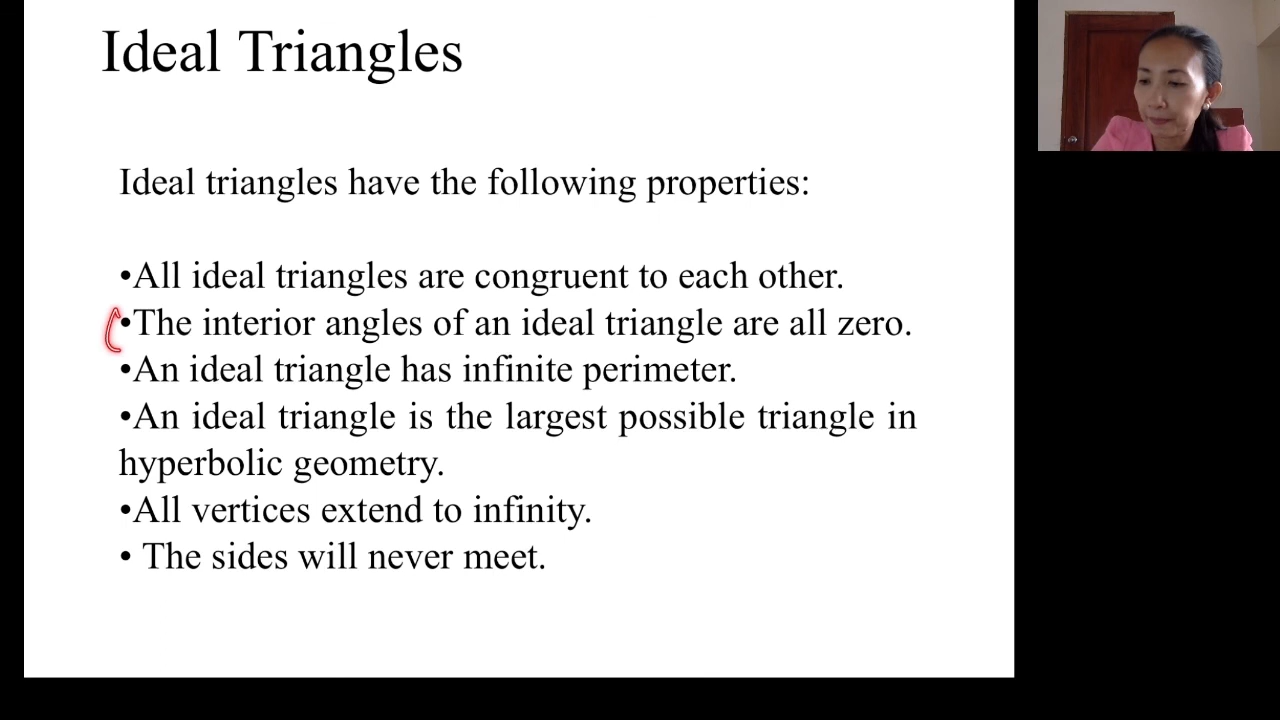 Ideal Triangles
Ideal triangles have the following properties:
•All ideal triangles are congruent to each other.
•The interior angles of an ideal triangle are all zero.
•An ideal triangle has infinite perimeter.
•An ideal triangle is the largest possible triangle in
hyperbolic geometry.
•All vertices extend to infinity.
• The sides will never meet.